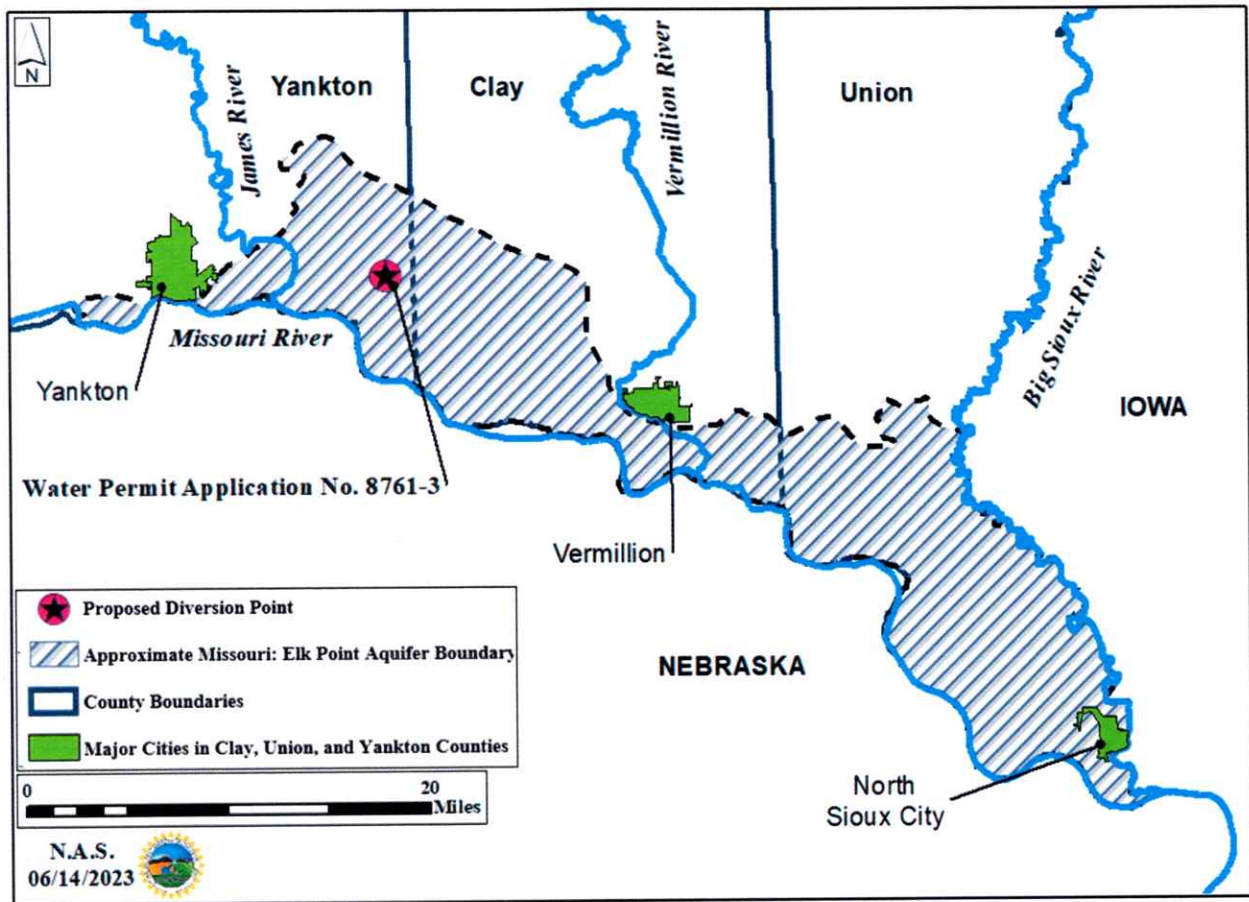 N
Yankton
Clay
Union
James River
Vermillion River
Big Sioux River
IOWA
Missouri River
Yankton
Water Permit Application No. 8761-3
Vermillion
NEBRASKA
North
Sioux City
Proposed Diversion Point
Approximate Missouri: Elk Point Aquifer Boundary
County Boundaries
Major Cities in Clay, Union, and Yankton Counties
0
20
Miles
N.A.S.
06/14/2023